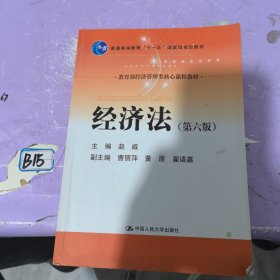 普通高等教育“十一五”国家级规划教材
教育部经济管理类核心课程教材
经济法(第六版)
主编 赵威
副主编 曹丽萍 董原 翟语嘉
B15
中国人民大学出版社